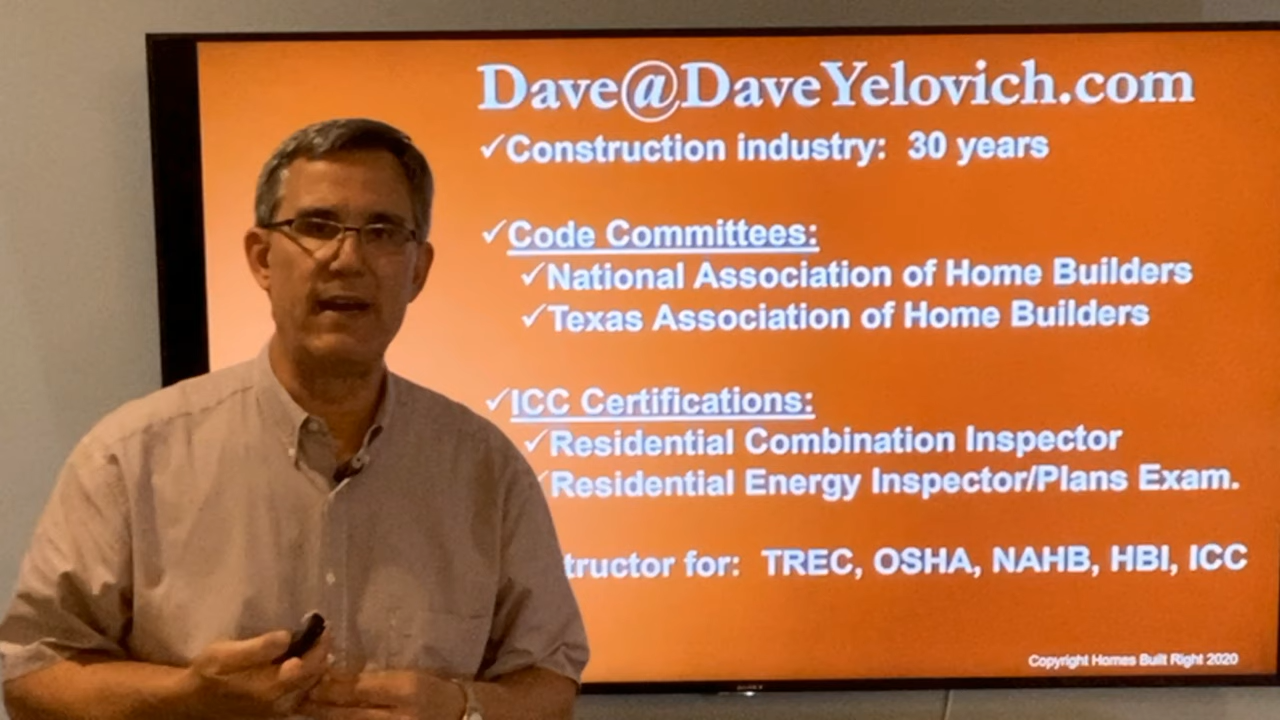 Dave@DaveYelovich.com
✓Construction industry: 30 years
✓Code Committees:
✓National Association of Home Builders
✓Texas Association of Home Builders
✓ICC Certifications:
✓Residential Combination Inspector
✓Residential Energy Inspector/Plans Exam.
tructor for: TREC, OSHA, NAHB, HBI, ICC
Copyright Homes Built Right 2020
SONY